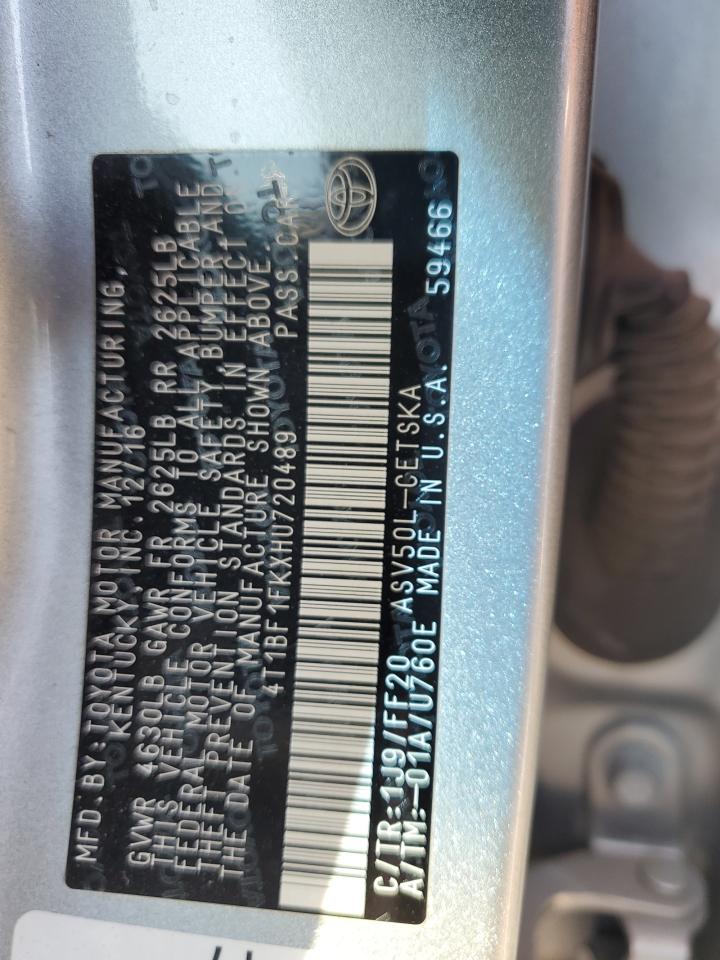 MFD. BY: TOYOTA MOTOR MANUFACTURING,
KENTUCKY, INC. 12/16
GVWR 4630LB GAWR FR 2625LB RR 2625LB
THIS VEHICLE CONFORMS TO ALL APPLICABLE
FEDERAL MOTOR VEHICLE SAFETY, BUMPER AND
THEFT PREVENTION STANDARDS IN EFFECT ON
THE DATE OF MANUFACTURE SHOWN ABOVE.
4T1BF1FKXHU720489 PASS.CAR
C/TR: 1J9/FF20 ASV50L-CETSKA
A/TM: -01A/U760E MADE IN U.S.A. 59466